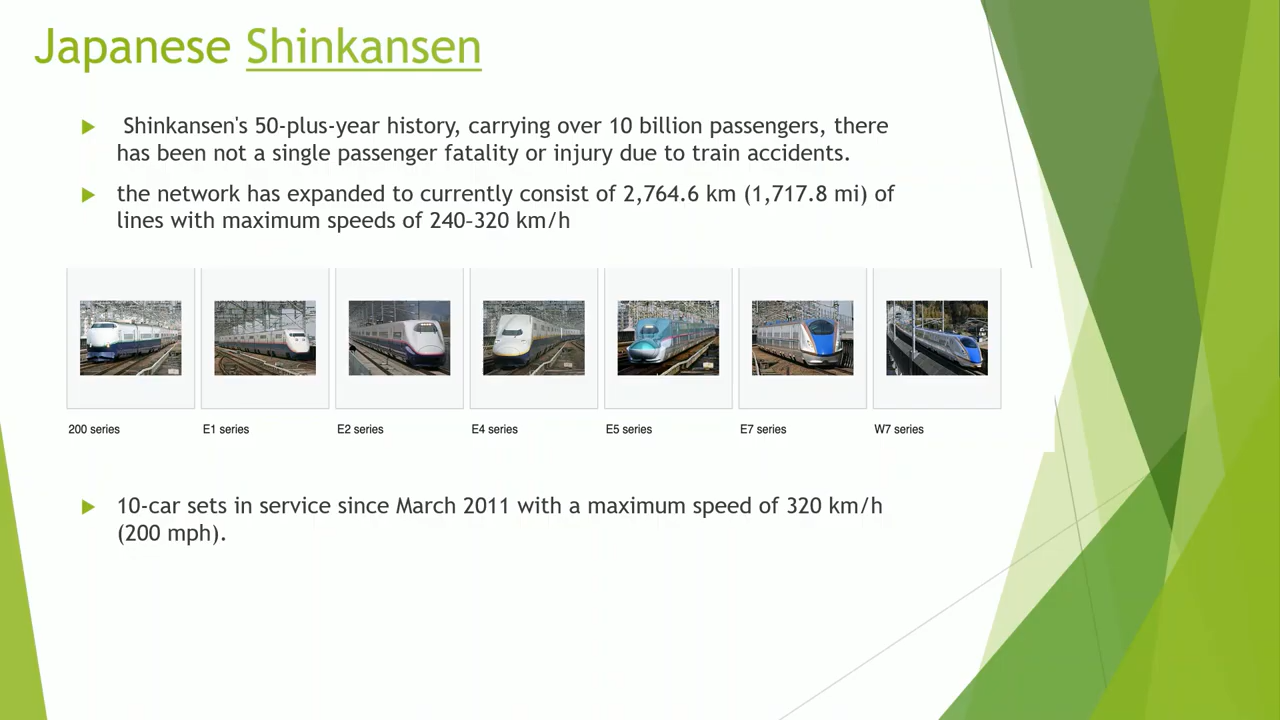 Japanese Shinkansen
Shinkansen's 50-plus-year history, carrying over 10 billion passengers, there
has been not a single passenger fatality or injury due to train accidents.
the network has expanded to currently consist of 2,764.6 km (1,717.8 mi) of
lines with maximum speeds of 240–320 km/h
200 series
E1 series
E2 series
E4 series
E5 series
E7 series
W7 series
10-car sets in service since March 2011 with a maximum speed of 320 km/h
(200 mph).